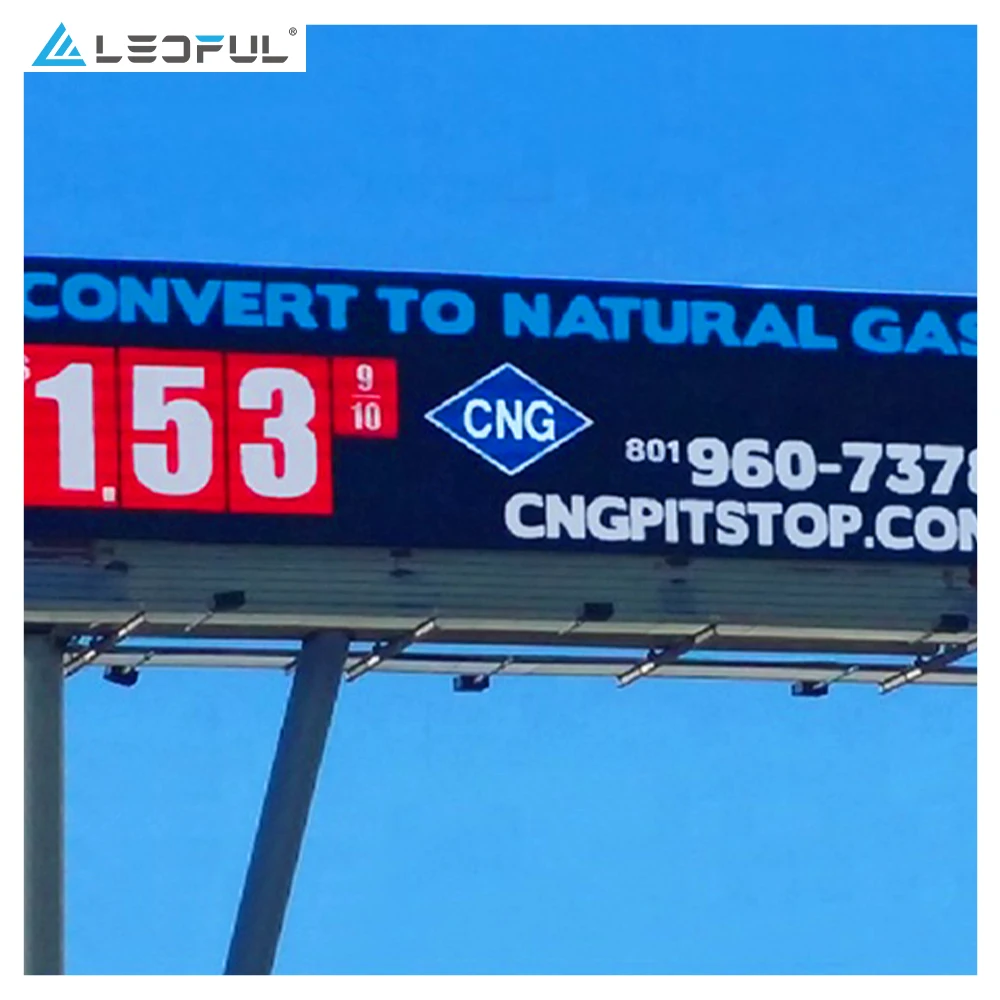 LEDFUL®
CONVERT TO NATURAL GAS
$1.53 9/10
CNG
801 960-7378
CNGPITSTOP.COM